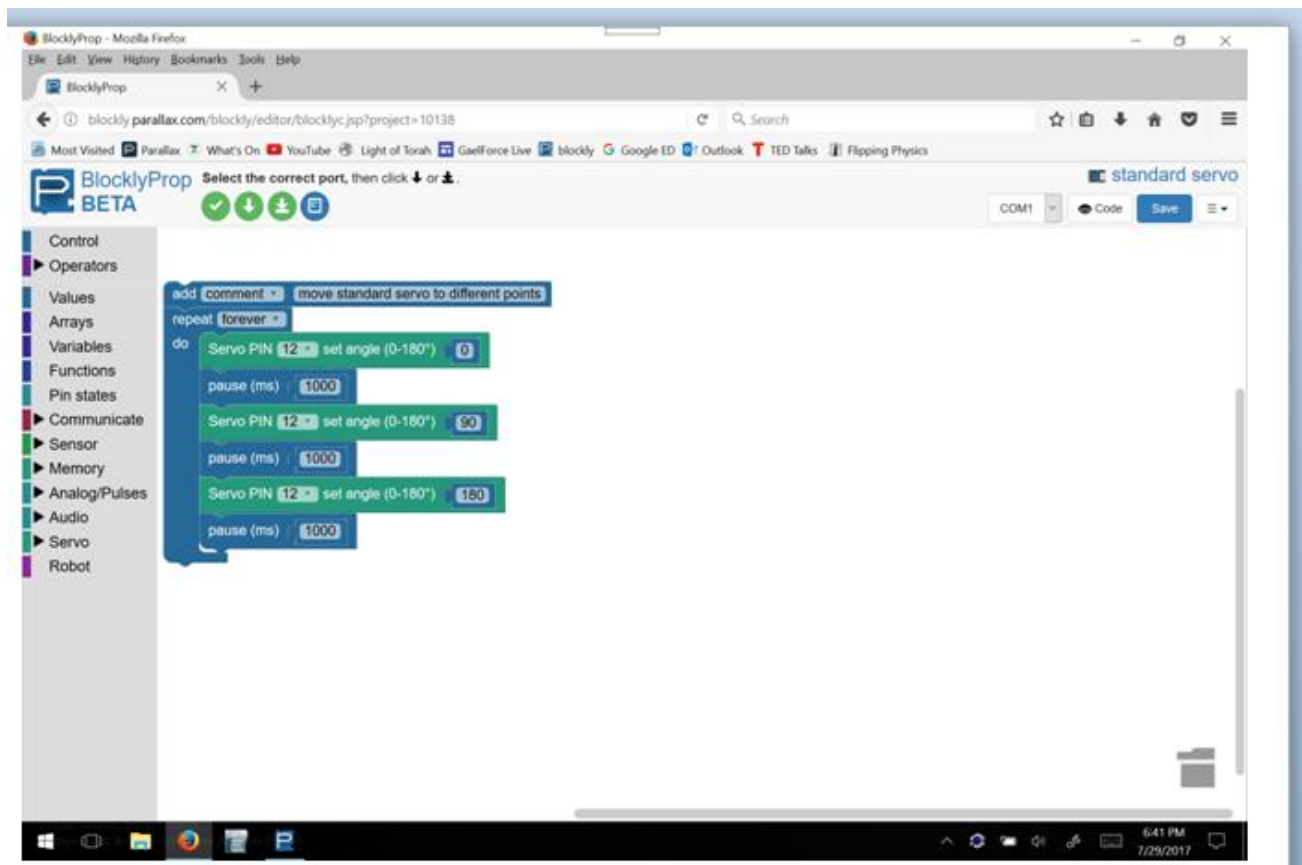 BlocklyProp - Mozilla Firefox
File Edit View History Bookmarks Tools Help
BlocklyProp
blockly.parallax.com/blockly/editor/blocklyc.jsp?project=10138
Search
Most Visited Parallax What's On YouTube Light of Torah GaelForce Live blockly Google ED Outlook TED Talks Flipping Physics
BlocklyProp
BETA
Select the correct port, then click or .
standard servo
COM1 Code Save
Control
Operators
Values
Arrays
Variables
Functions
Pin states
Communicate
Sensor
Memory
Analog/Pulses
Audio
Servo
Robot
add comment move standard servo to different points
repeat forever
do Servo PIN 12 set angle (0-180°) 0
pause (ms) 1000
Servo PIN 12 set angle (0-180°) 90
pause (ms) 1000
Servo PIN 12 set angle (0-180°) 180
pause (ms) 1000
6:41 PM
7/29/2017